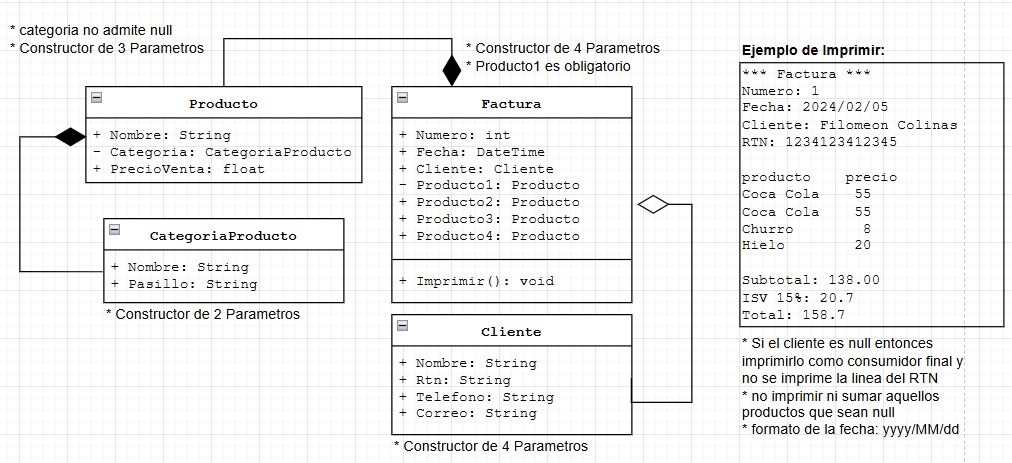 * categoria no admite null
* Constructor de 3 Parametros
* Constructor de 4 Parametros
* Producto1 es obligatorio
Producto
+ Nombre: String
- Categoria: CategoriaProducto
+ PrecioVenta: float
CategoriaProducto
+ Nombre: String
+ Pasillo: String
* Constructor de 2 Parametros
Factura
+ Numero: int
+ Fecha: DateTime
+ Cliente: Cliente
- Producto1: Producto
+ Producto2: Producto
+ Producto3: Producto
+ Producto4: Producto
+ Imprimir(): void
Cliente
+ Nombre: String
+ Rtn: String
+ Telefono: String
+ Correo: String
* Constructor de 4 Parametros
Ejemplo de Imprimir:
*** Factura ***
Numero: 1
Fecha: 2024/02/05
Cliente: Filomeon Colinas
RTN: 1234123412345
producto precio
Coca Cola 55
Coca Cola 55
Churro 8
Hielo 20
Subtotal: 138.00
ISV 15%: 20.7
Total: 158.7
* Si el cliente es null entonces
imprimirlo como consumidor final y
no se imprime la linea del RTN
* no imprimir ni sumar aquellos
productos que sean null
* formato de la fecha: yyyy/MM/dd